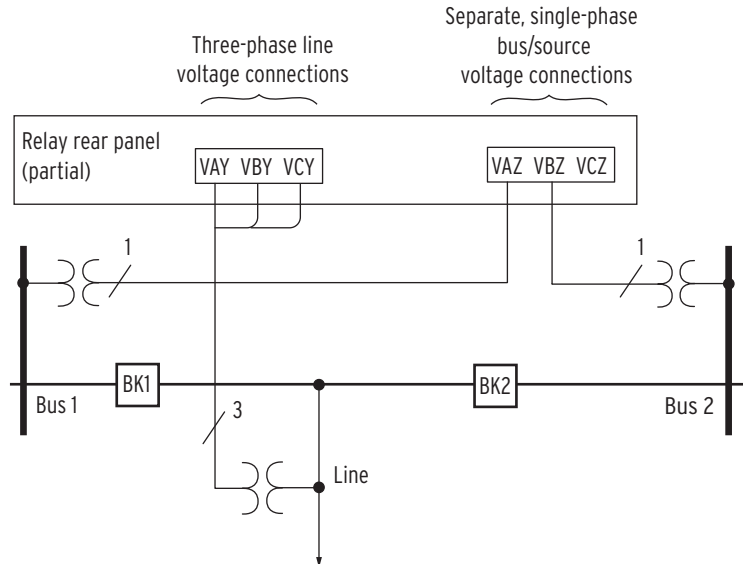 Three-phase line
voltage connections
Separate, single-phase
bus/source
voltage connections
Relay rear panel
(partial)
VAY VBY VCY
VAZ VBZ VCZ
1
1
BK1
BK2
Bus 1
Bus 2
3
Line